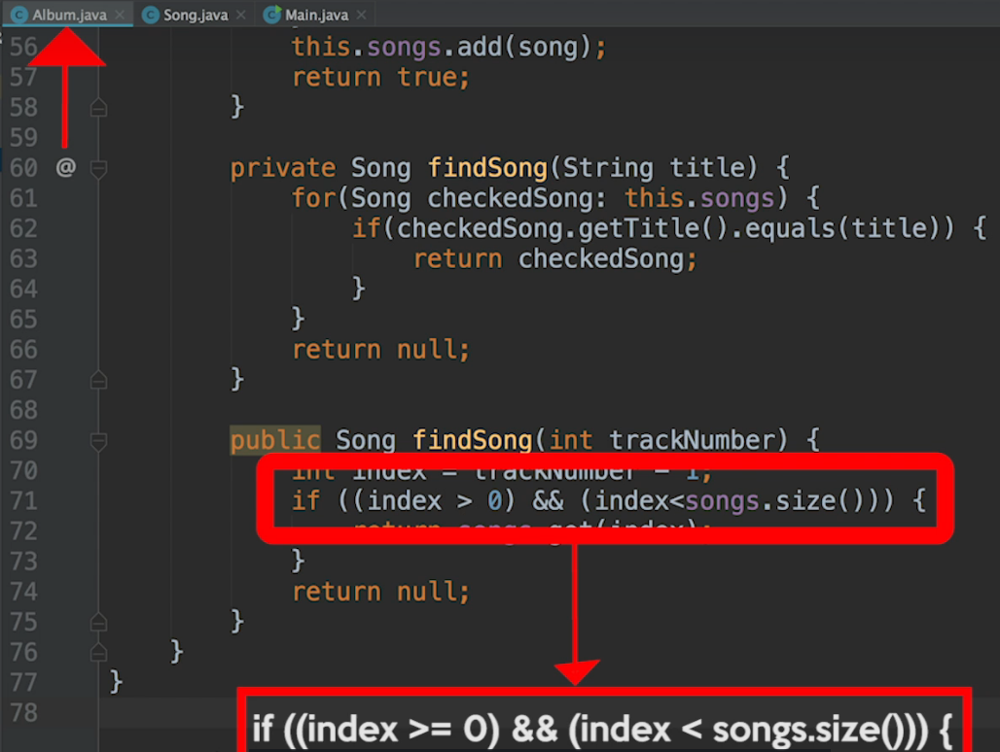 Album.java Song.java Main.java
56 this.songs.add(song);
57 return true;
58 }
59
60 @ private Song findSong(String title) {
61 for(Song checkedSong: this.songs) {
62 if(checkedSong.getTitle().equals(title)) {
63 return checkedSong;
64 }
65 }
66 return null;
67 }
68
69 public Song findSong(int trackNumber) {
70 int index = trackNumber - 1;
71 if ((index > 0) && (index<songs.size())) {
72 return songs.get(index);
73 }
74 return null;
75 }
76 }
77 }
78
if ((index >= 0) && (index < songs.size())) {